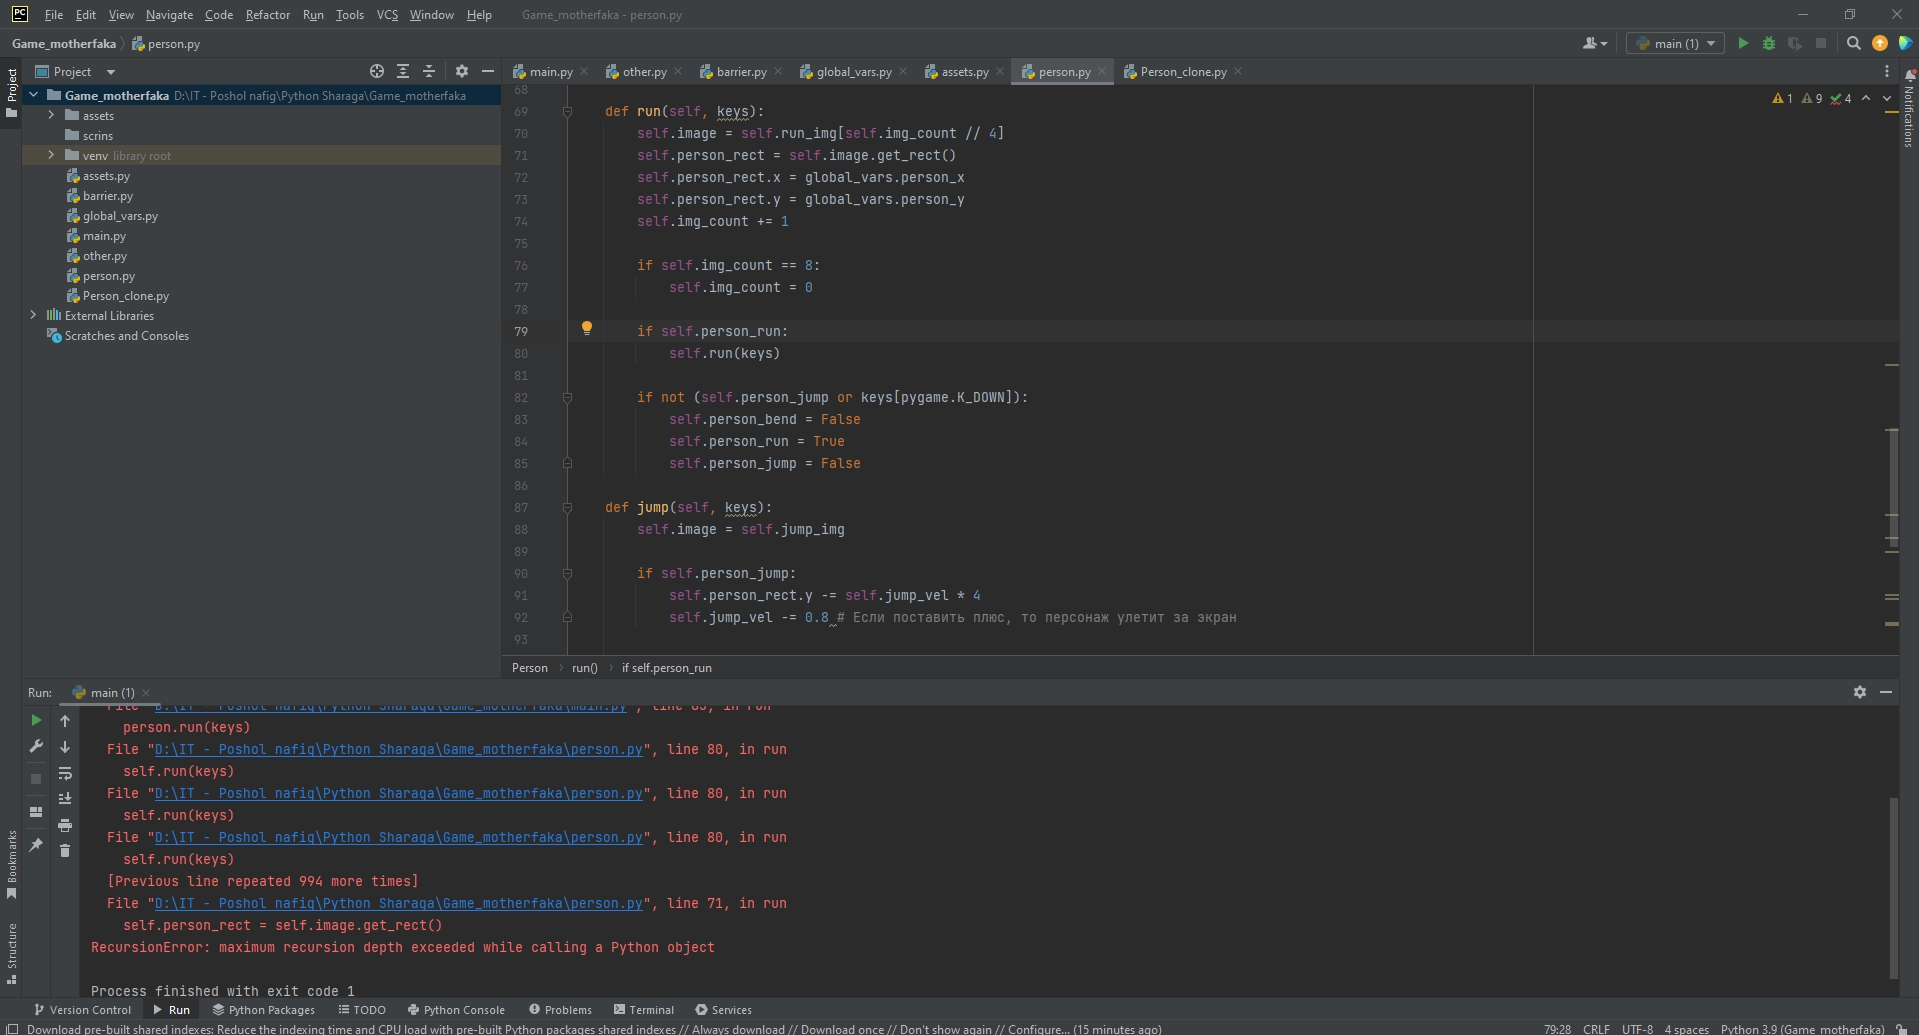 PC File Edit View Navigate Code Refactor Run Tools VCS Window Help Game_motherfaka - person.py
Game_motherfaka person.py main (1)
Project
main.py other.py barrier.py global_vars.py assets.py person.py Person_clone.py
Project
Notifications
Game_motherfaka D:\IT - Poshol nafig\Python Sharaga\Game_motherfaka
assets
scrins
venv library root
assets.py
barrier.py
global_vars.py
main.py
other.py
person.py
Person_clone.py
External Libraries
Scratches and Consoles
1 9 4
68
69 def run(self, keys):
70 self.image = self.run_img[self.img_count // 4]
71 self.person_rect = self.image.get_rect()
72 self.person_rect.x = global_vars.person_x
73 self.person_rect.y = global_vars.person_y
74 self.img_count += 1
75
76 if self.img_count == 8:
77 self.img_count = 0
78
79 if self.person_run:
80 self.run(keys)
81
82 if not (self.person_jump or keys[pygame.K_DOWN]):
83 self.person_bend = False
84 self.person_run = True
85 self.person_jump = False
86
87 def jump(self, keys):
88 self.image = self.jump_img
89
90 if self.person_jump:
91 self.person_rect.y -= self.jump_vel * 4
92 self.jump_vel -= 0.8 # Если поставить плюс, то персонаж улетит за экран
93
Person run() if self.person_run
Run: main (1)
File "D:\IT - Poshol nafig\Python Sharaga\Game_motherfaka\main.py", line 85, in run
person.run(keys)
File "D:\IT - Poshol nafig\Python Sharaga\Game_motherfaka\person.py", line 80, in run
self.run(keys)
File "D:\IT - Poshol nafig\Python Sharaga\Game_motherfaka\person.py", line 80, in run
self.run(keys)
File "D:\IT - Poshol nafig\Python Sharaga\Game_motherfaka\person.py", line 80, in run
self.run(keys)
[Previous line repeated 994 more times]
File "D:\IT - Poshol nafig\Python Sharaga\Game_motherfaka\person.py", line 71, in run
self.person_rect = self.image.get_rect()
RecursionError: maximum recursion depth exceeded while calling a Python object
Process finished with exit code 1
Bookmarks
Structure
Version Control Run Python Packages TODO Python Console Problems Terminal Services
Download pre-built shared indexes: Reduce the indexing time and CPU load with pre-built Python packages shared indexes // Always download // Download once // Don't show again // Configure... (15 minutes ago) 79:28 CRLF UTF-8 4 spaces Python 3.9 (Game_motherfaka)